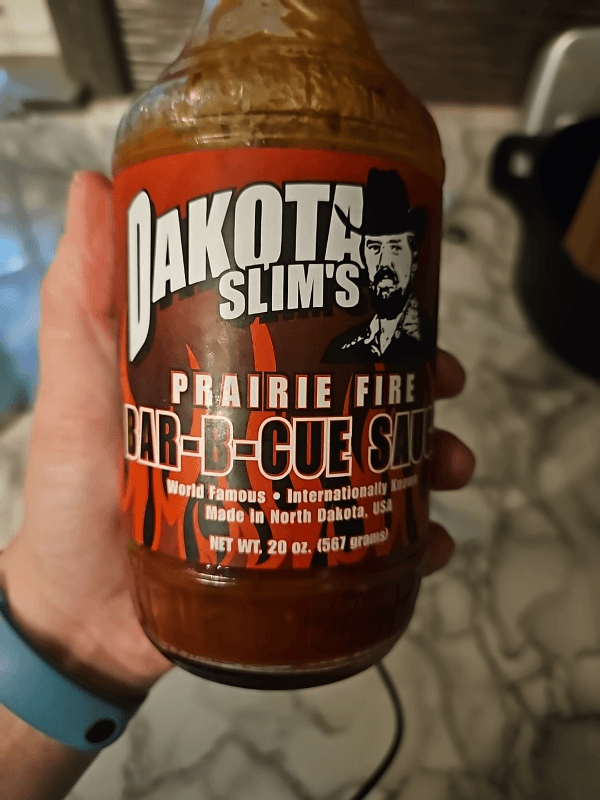 DAKOTA
SLIM'S
PRAIRIE FIRE
BAR-B-CUE
World Famous • Internationally
Made in North Dakota, USA
NET WT. 20 oz. (567 grams)